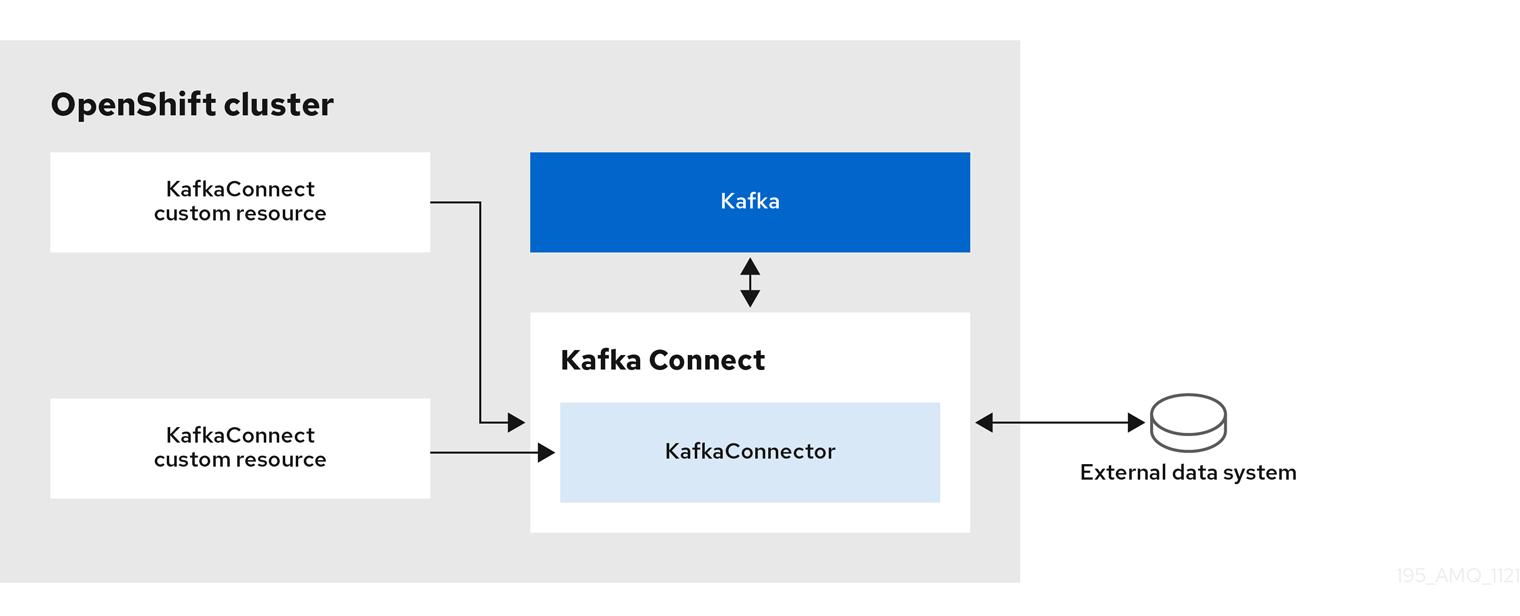 OpenShift cluster
KafkaConnect
custom resource
Kafka
Kafka Connect
KafkaConnect
custom resource
KafkaConnector
External data system
195_AMQ_1121